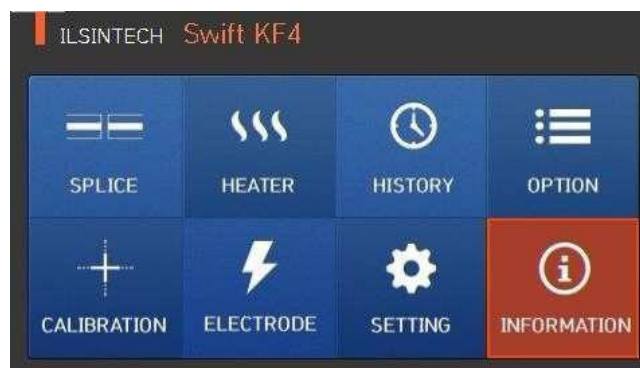 ILSINTECH Swift KF4
SPLICE HEATER HISTORY OPTION
CALIBRATION ELECTRODE SETTING INFORMATION